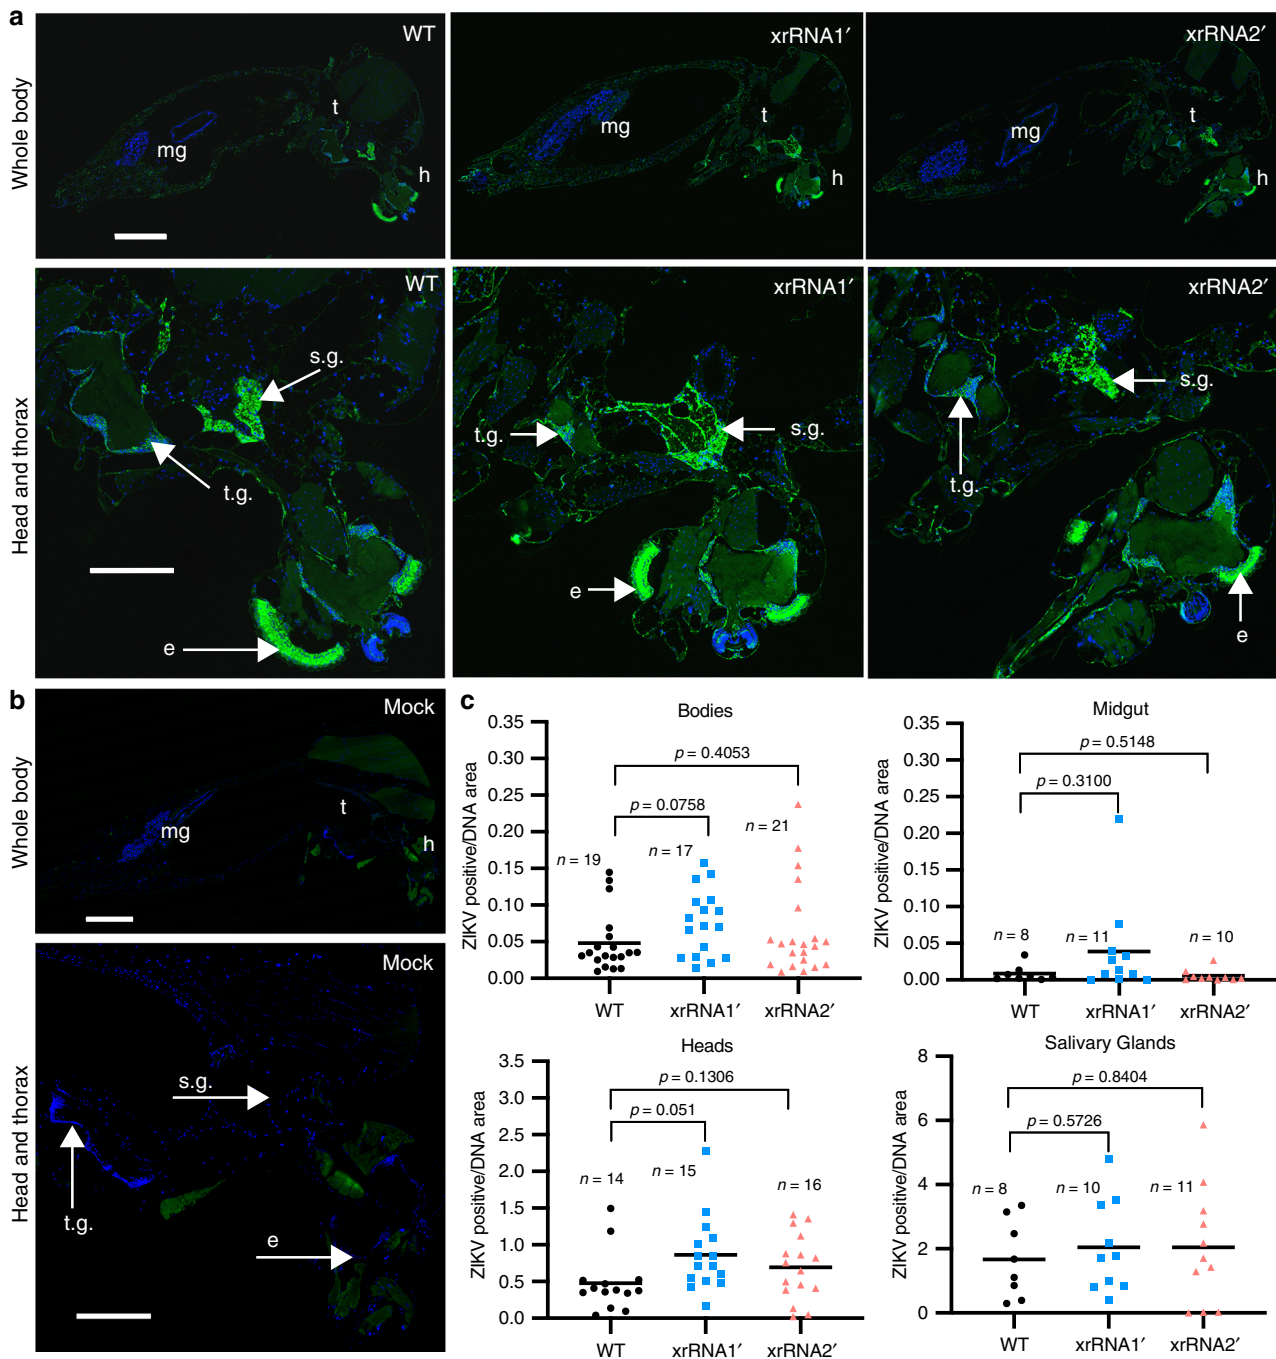 a
WT
xrRNA1′
xrRNA2′
Whole body
mg
t
h
mg
t
h
mg
t
h
WT
xrRNA1′
xrRNA2′
Head and thorax
s.g.
t.g.
e
t.g.
s.g.
e
s.g.
t.g.
e
b
Mock
Whole body
mg
t
h
Mock
Head and thorax
s.g.
t.g.
e
c
Bodies
ZIKV positive/DNA area
0.35
0.30
0.25
0.20
0.15
0.10
0.05
0.00
p = 0.4053
p = 0.0758
n = 19
n = 17
n = 21
WT
xrRNA1′
xrRNA2′
Midgut
ZIKV positive/DNA area
0.35
0.30
0.25
0.20
0.15
0.10
0.05
0.00
p = 0.5148
p = 0.3100
n = 8
n = 11
n = 10
WT
xrRNA1′
xrRNA2′
Heads
ZIKV positive/DNA area
3.5
3.0
2.5
2.0
1.5
1.0
0.5
0.0
p = 0.1306
p = 0.051
n = 14
n = 15
n = 16
WT
xrRNA1′
xrRNA2′
Salivary Glands
ZIKV positive/DNA area
8
6
4
2
0
p = 0.8404
p = 0.5726
n = 8
n = 10
n = 11
WT
xrRNA1′
xrRNA2′